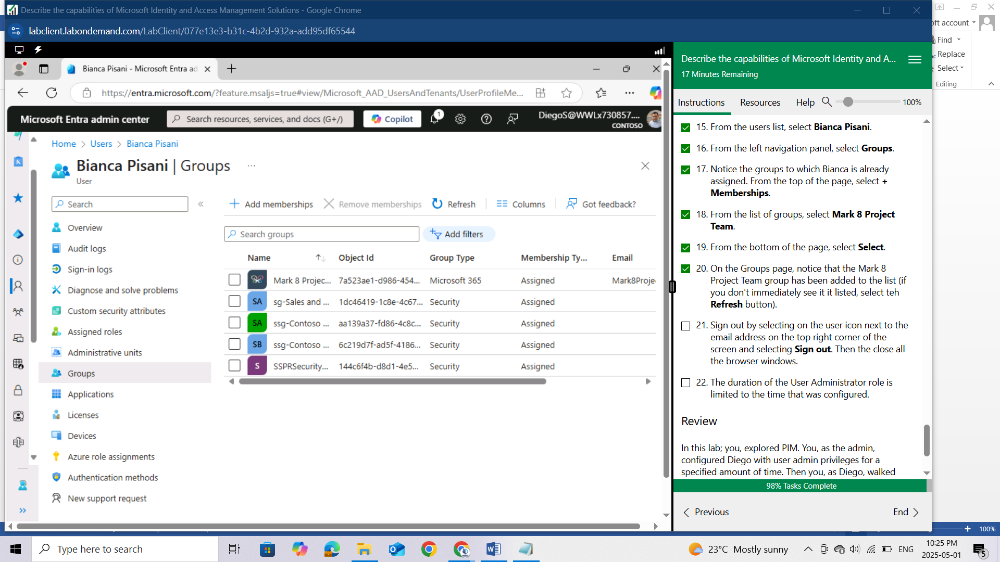 Describe the capabilities of Microsoft Identity and Access Management Solutions - Google Chrome
labclient.labondemand.com/LabClient/077e13e3-b31c-4b2d-932a-add95df65544
Bianca Pisani - Microsoft Entra ad
https://entra.microsoft.com/?feature.msaljs=true#view/Microsoft_AAD_UsersAndTenants/UserProfileMe...
Microsoft Entra admin center
Search resources, services, and docs (G+/)
Copilot
1
DiegoS@WWLx730857....
CONTOSO
Home > Users > Bianca Pisani
Bianca Pisani | Groups
...
User
Search
«
Overview
Audit logs
Sign-in logs
Diagnose and solve problems
Custom security attributes
Assigned roles
Administrative units
Groups
Applications
Licenses
Devices
Azure role assignments
Authentication methods
New support request
Add memberships
Remove memberships
Refresh
Columns
Got feedback?
Search groups
Add filters
Name Object Id Group Type Membership Ty... Email
Mark 8 Projec... 7a523ae1-d986-454... Microsoft 365 Assigned Mark8Proje
SA sg-Sales and ... 1dc46419-1c8e-4c67... Security Assigned
SA ssg-Contoso ... aa139a37-fd86-4c8c... Security Assigned
SB ssg-Contoso ... 6c219d7f-ad5f-4186... Security Assigned
S SSPRSecurity... 144c6f4b-d8d1-4e5... Security Assigned
Describe the capabilities of Microsoft Identity and A...
17 Minutes Remaining
Instructions Resources Help 100%
15. From the users list, select Bianca Pisani.
16. From the left navigation panel, select Groups.
17. Notice the groups to which Bianca is already
assigned. From the top of the page, select +
Memberships.
18. From the list of groups, select Mark 8 Project
Team.
19. From the bottom of the page, select Select.
20. On the Groups page, notice that the Mark 8
Project Team group has been added to the list (if
you don't immediately see it it listed, select teh
Refresh button).
21. Sign out by selecting on the user icon next to the
email address on the top right corner of the
screen and selecting Sign out. Then the close all
the browser windows.
22. The duration of the User Administrator role is
limited to the time that was configured.
Review
In this lab; you, explored PIM. You, as the admin,
configured Diego with user admin privileges for a
specified amount of time. Then you, as Diego, walked
98% Tasks Complete
Previous
End
oft account
Find
Replace
Select
Editing
100%
Type here to search
23°C Mostly sunny
ENG
10:25 PM
2025-05-01
5